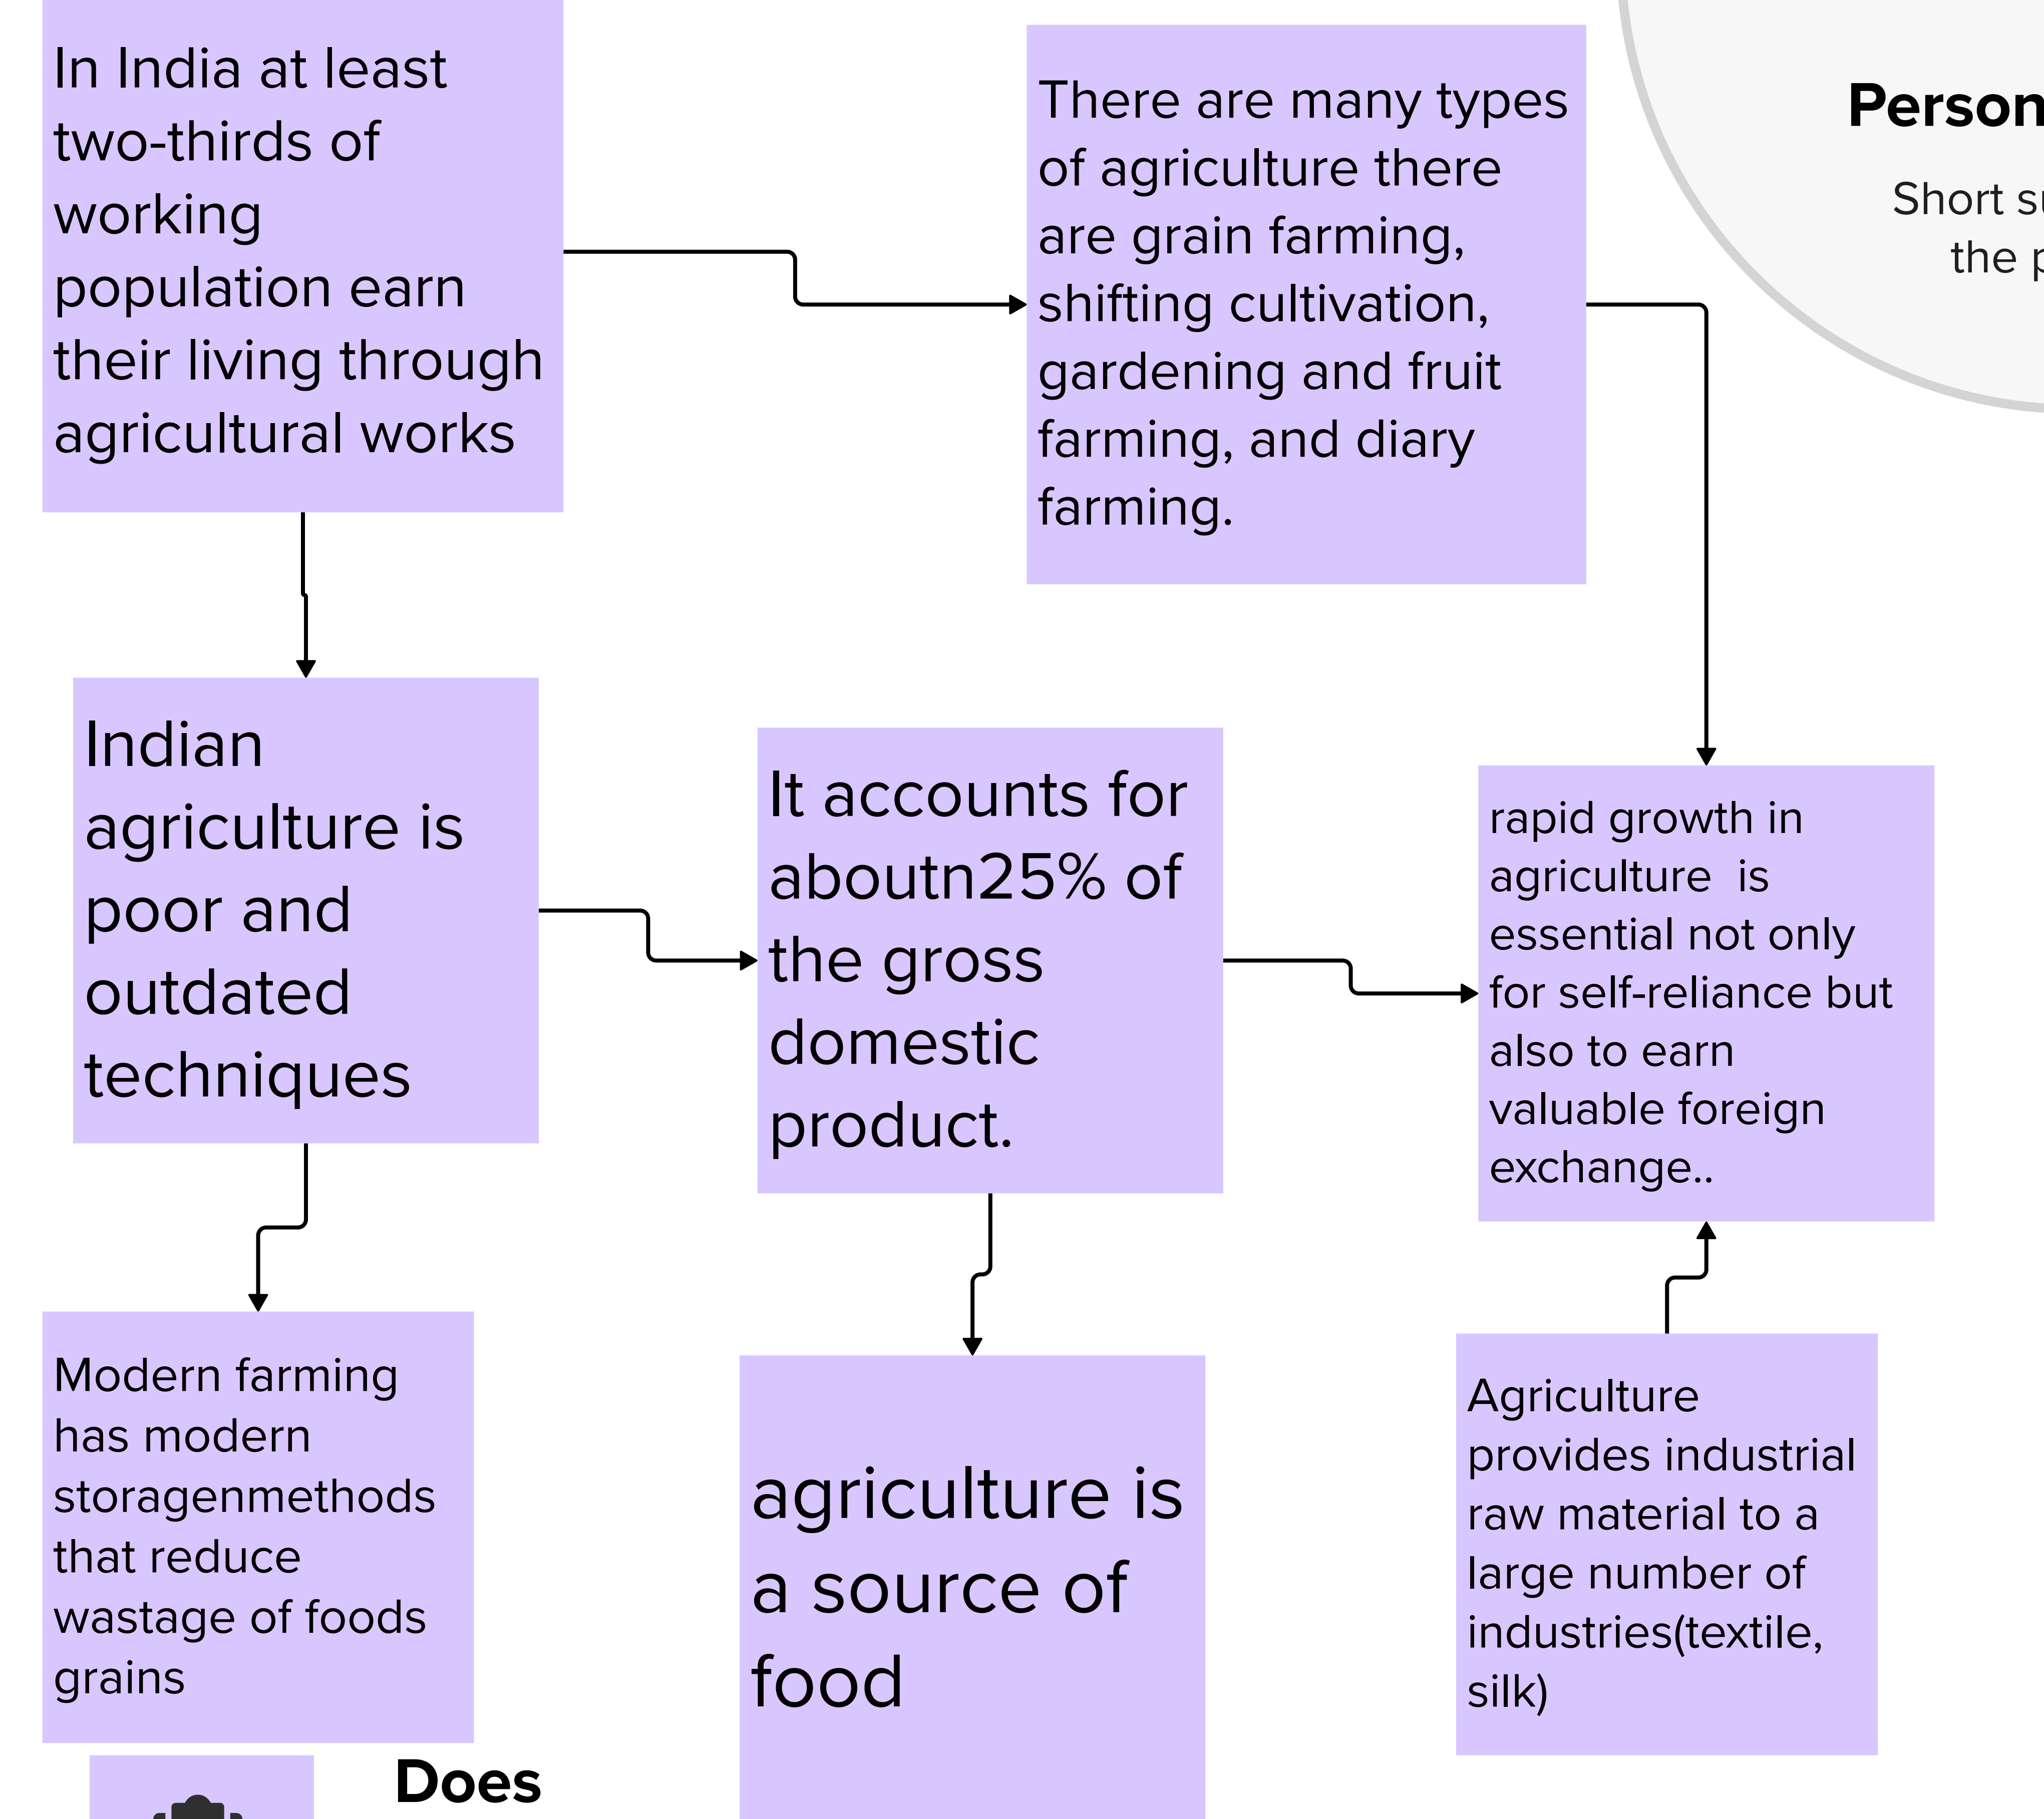 In India at least
two-thirds of
working
population earn
their living through
agricultural works
There are many types
of agriculture there
are grain farming,
shifting cultivation,
gardening and fruit
farming, and diary
farming.
Short
the
Indian
agriculture is
poor and
outdated
techniques
It accounts for
aboutn25% of
the gross
domestic
product.
rapid growth in
agriculture  is
essential not only
for self-reliance but
also to earn
valuable foreign
exchange..
Modern farming
has modern
storagenmethods
that reduce
wastage of foods
grains
agriculture is
a source of
food
Agriculture
provides industrial
raw material to a
large number of
industries(textile,
silk)
Does